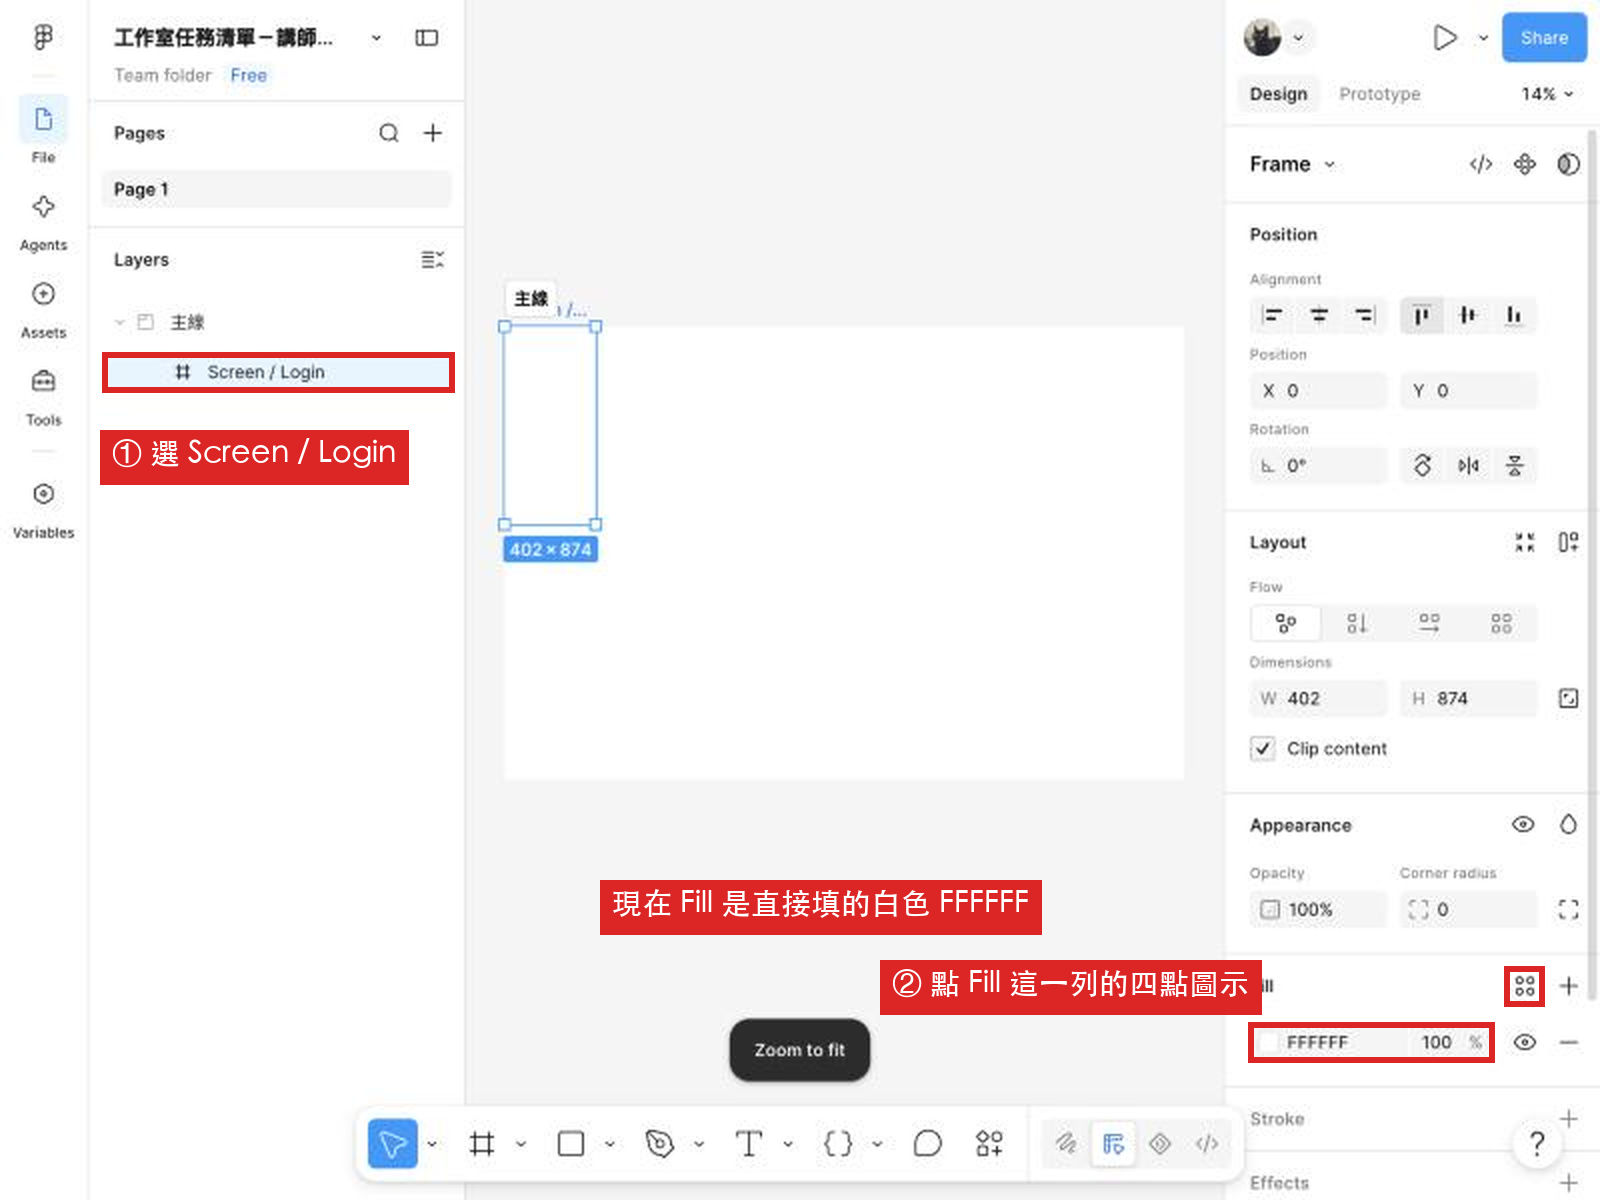 工作室任務清單－講師...
Team folder Free
File
Agents
Assets
Tools
Variables
Pages
Page 1
Layers
主線
Screen / Login
① 選 Screen / Login
主線
/...
402 × 874
現在 Fill 是直接填的白色 FFFFFF
② 點 Fill 這一列的四點圖示
Zoom to fit
Share
Design Prototype 14%
Frame
Position
Alignment
Position
X 0 Y 0
Rotation
0°
Layout
Flow
Dimensions
W 402 H 874
Clip content
Appearance
Opacity Corner radius
100% 0
ill
FFFFFF 100 %
Stroke
Effects
?